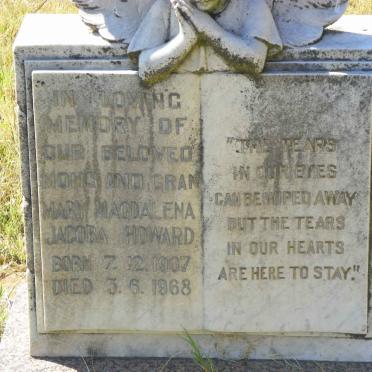 IN LOVING
MEMORY OF
OUR BELOVED
MOMS AND GRAN
MARY MAGDALENA
JACOBA HOWARD
BORN 7.12.1907
DIED 3.6.1968
"THE TEARS
IN OUR EYES
CAN BE WIPED AWAY
BUT THE TEARS
IN OUR HEARTS
ARE HERE TO STAY."